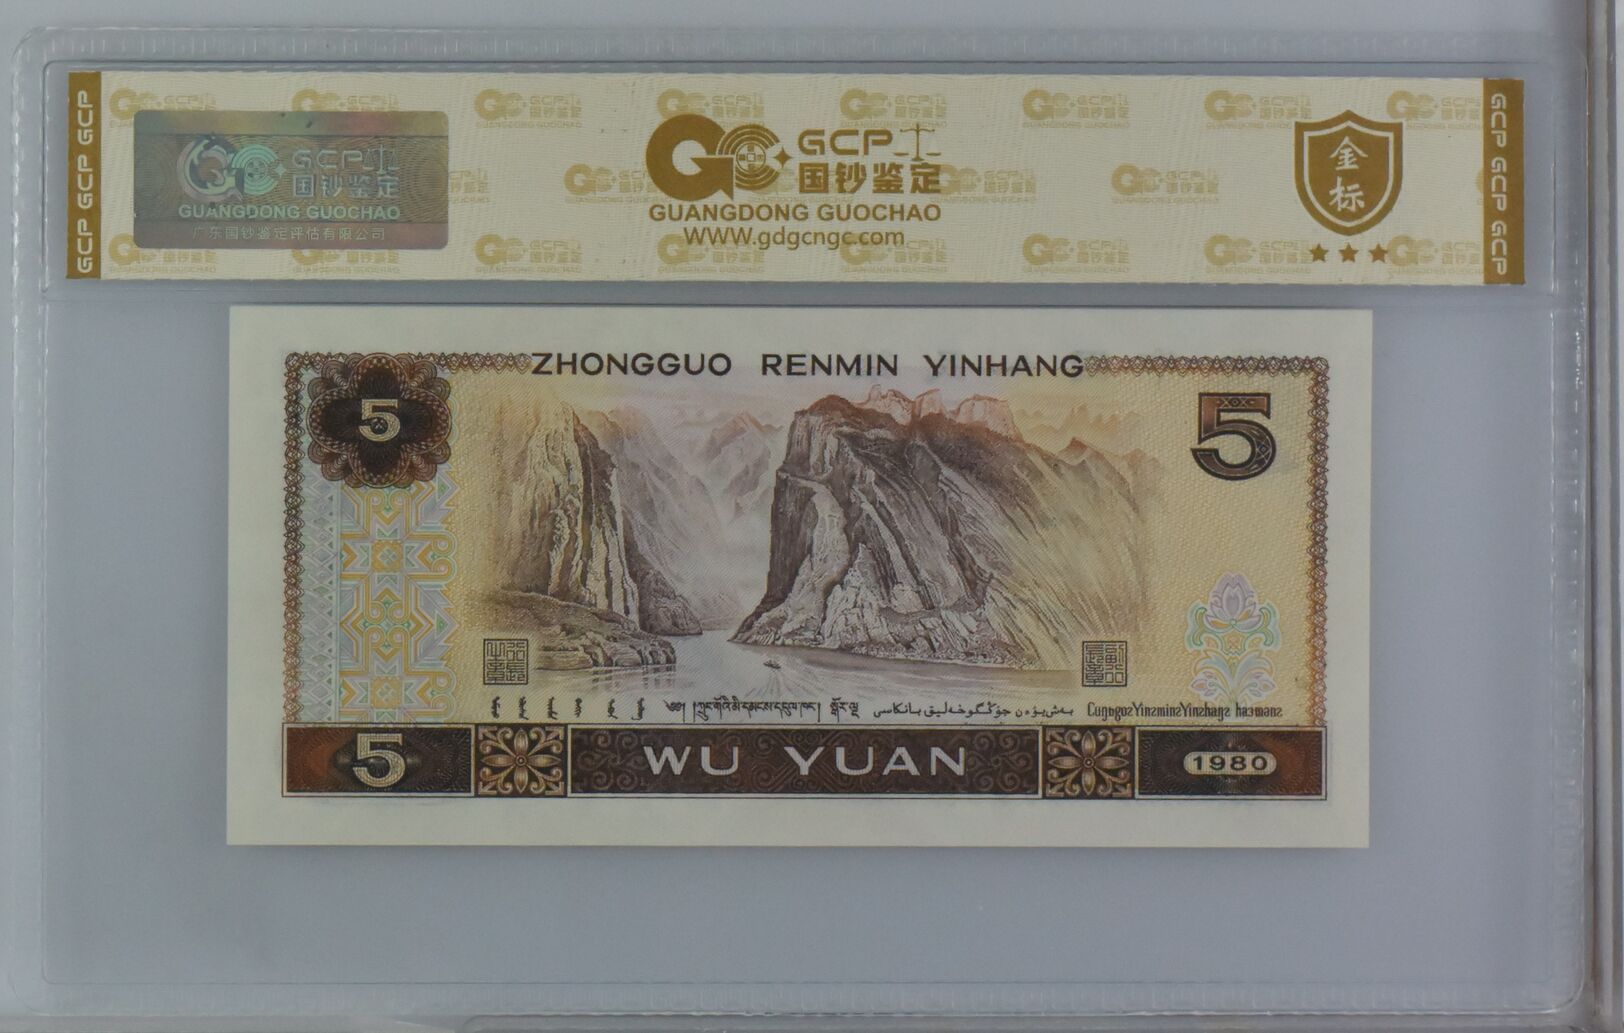 GCP GCP GCP
GCP
国钞鉴定
GUANGDONG GUOCHAO
广东国钞鉴定评估有限公司
GCP
国钞鉴定
GUANGDONG GUOCHAO
WWW.gdgcngc.com
金
标
GCP GCP GCP
ZHONGGUO RENMIN YINHANG
5
5
5
WU YUAN
1980